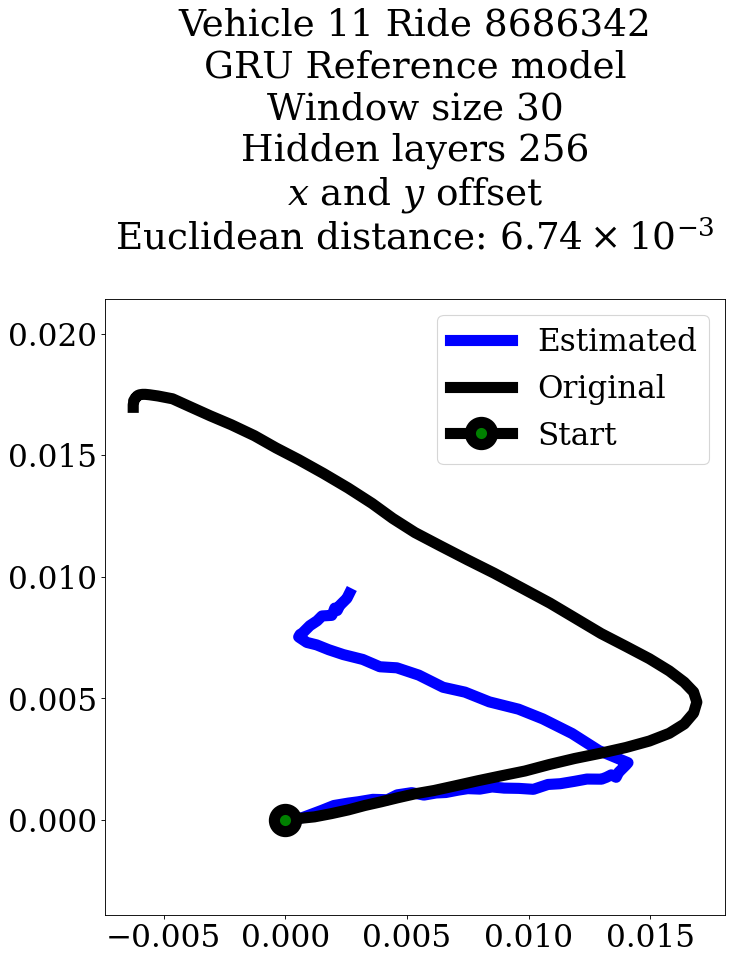 Vehicle 11 Ride 8686342
GRU Reference model
Window size 30
Hidden layers 256
x and y offset
Euclidean distance: 6.74 × 10⁻³
Estimated
Original
Start
0.020
0.015
0.010
0.005
0.000
−0.005 0.000 0.005 0.010 0.015